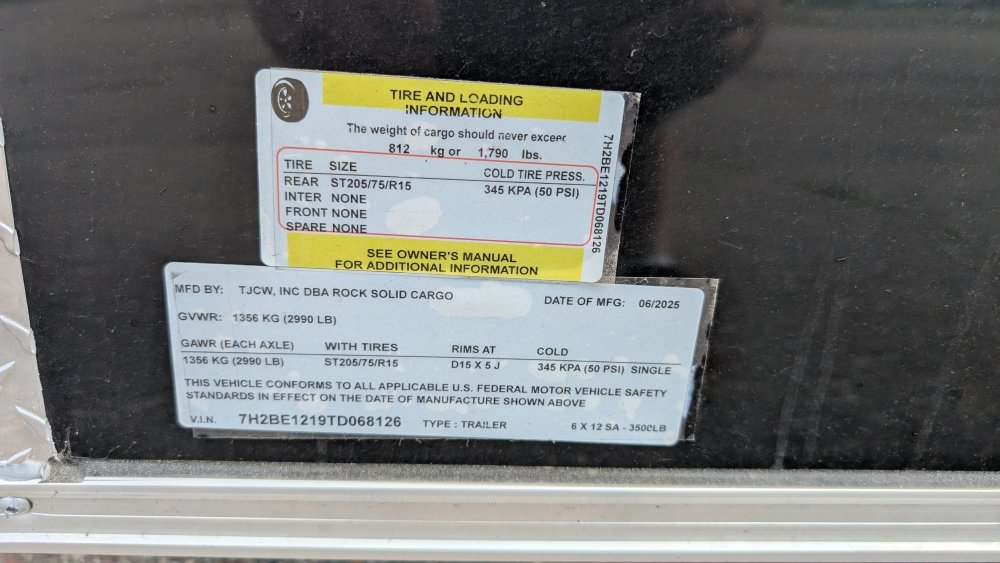 TIRE AND LOADING
INFORMATION
The weight of cargo should never exceed
812 kg or 1,790 lbs.
TIRE SIZE COLD TIRE PRESS.
REAR ST205/75/R15 345 KPA (50 PSI)
INTER NONE
FRONT NONE
SPARE NONE
SEE OWNER'S MANUAL
FOR ADDITIONAL INFORMATION
7H2BE1219TD068126
MFD BY: TJCW, INC DBA ROCK SOLID CARGO DATE OF MFG: 06/2025
GVWR: 1356 KG (2990 LB)
GAWR (EACH AXLE) WITH TIRES RIMS AT COLD
1356 KG (2990 LB) ST205/75/R15 D15 X 5 J 345 KPA (50 PSI) SINGLE
THIS VEHICLE CONFORMS TO ALL APPLICABLE U.S. FEDERAL MOTOR VEHICLE SAFETY
STANDARDS IN EFFECT ON THE DATE OF MANUFACTURE SHOWN ABOVE
V.I.N. 7H2BE1219TD068126 TYPE : TRAILER 6 X 12 SA - 3500LB